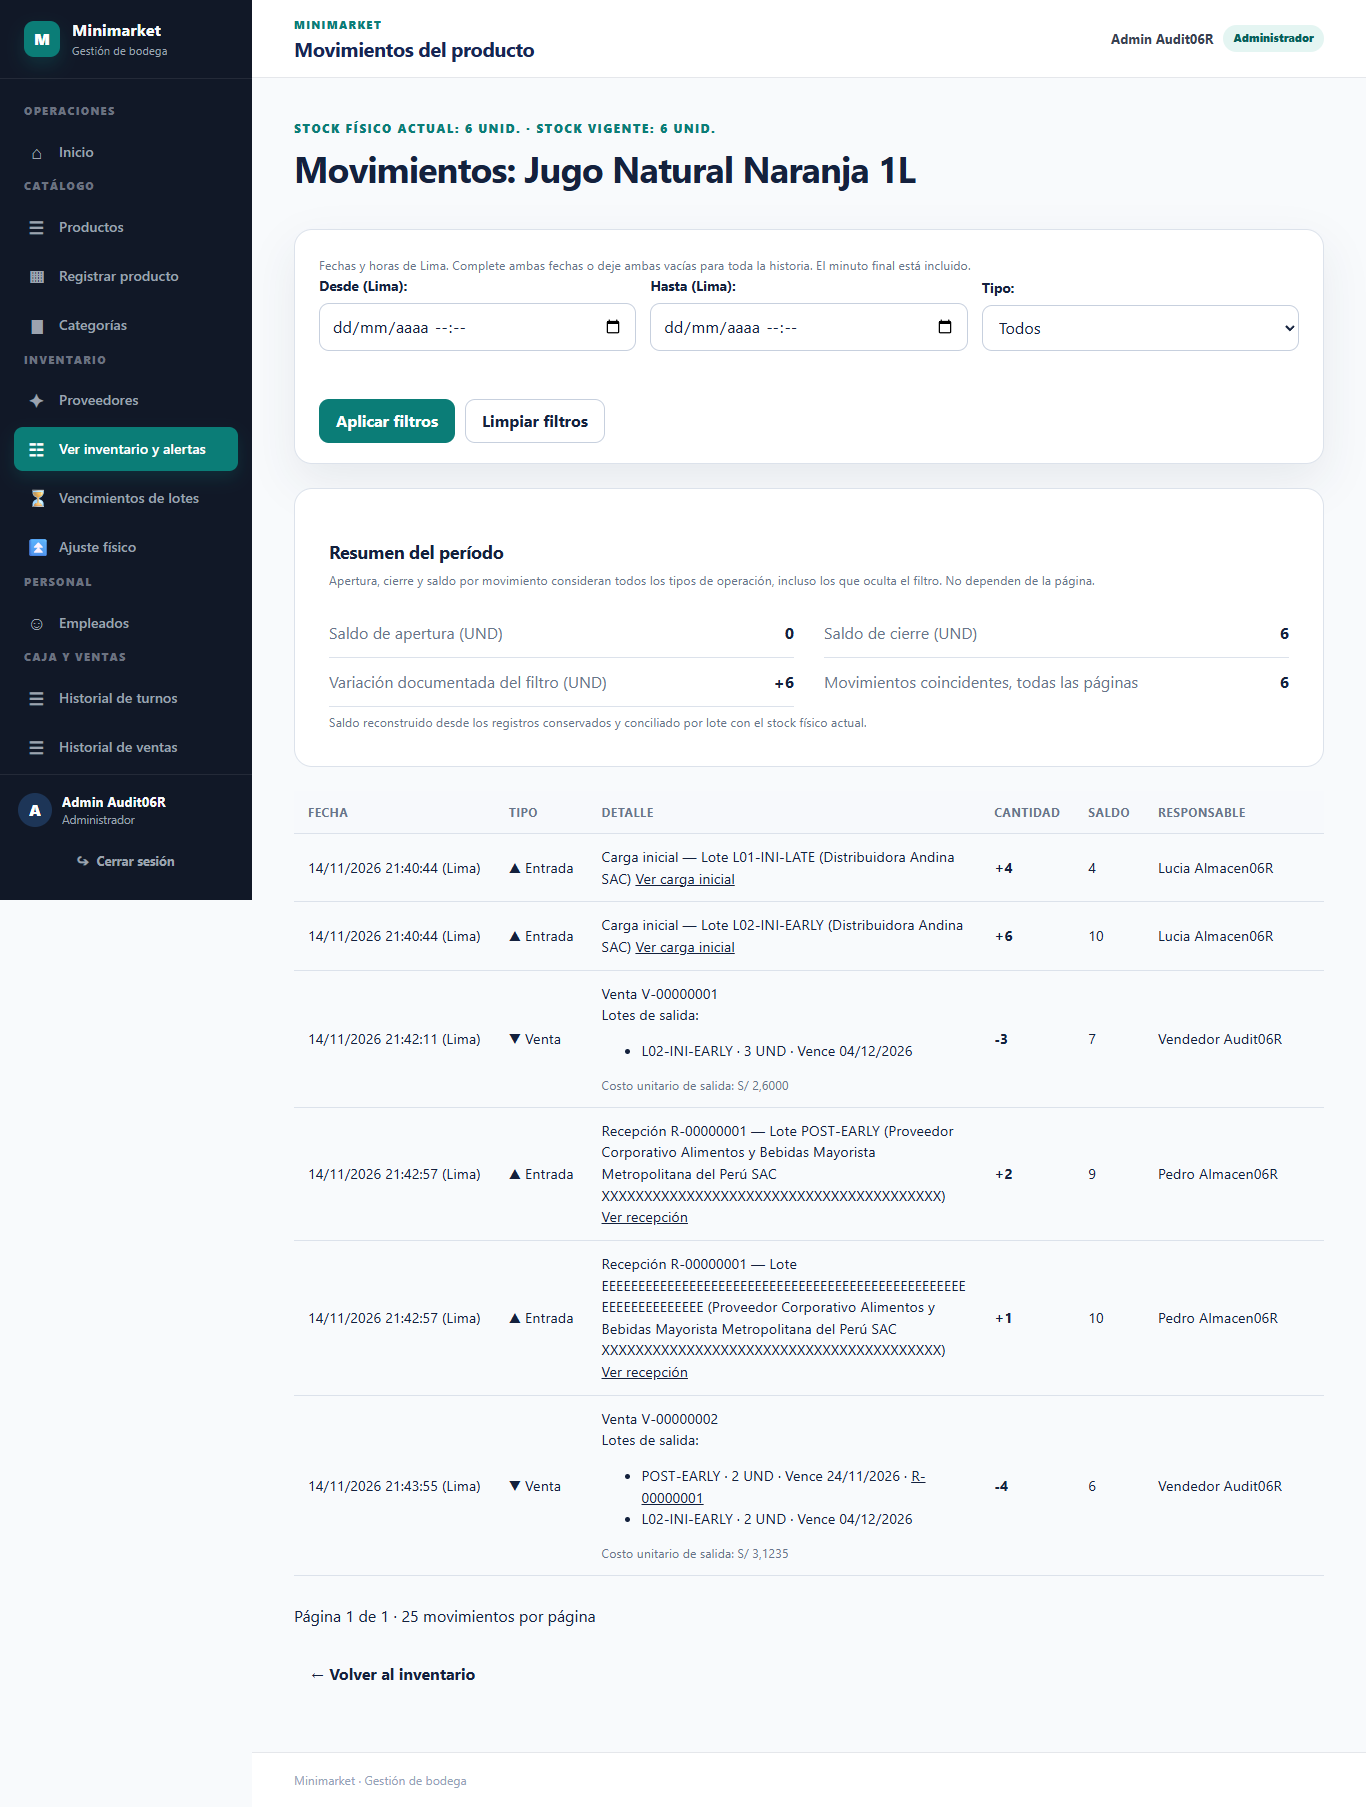 M
Minimarket
Gestión de bodega
OPERACIONES
Inicio
CATÁLOGO
Productos
Registrar producto
Categorías
INVENTARIO
Proveedores
Ver inventario y alertas
Vencimientos de lotes
Ajuste físico
PERSONAL
Empleados
CAJA Y VENTAS
Historial de turnos
Historial de ventas
A
Admin Audit06R
Administrador
Cerrar sesión
MINIMARKET
Movimientos del producto
Admin Audit06R Administrador
STOCK FÍSICO ACTUAL: 6 UNID. · STOCK VIGENTE: 6 UNID.
Movimientos: Jugo Natural Naranja 1L
Fechas y horas de Lima. Complete ambas fechas o deje ambas vacías para toda la historia. El minuto final está incluido.
Desde (Lima): Hasta (Lima): Tipo:
dd/mm/aaaa --:-- dd/mm/aaaa --:-- Todos
Aplicar filtros Limpiar filtros
Resumen del período
Apertura, cierre y saldo por movimiento consideran todos los tipos de operación, incluso los que oculta el filtro. No dependen de la página.
Saldo de apertura (UND) 0 Saldo de cierre (UND) 6
Variación documentada del filtro (UND) +6 Movimientos coincidentes, todas las páginas 6
Saldo reconstruido desde los registros conservados y conciliado por lote con el stock físico actual.
FECHA TIPO DETALLE CANTIDAD SALDO RESPONSABLE
14/11/2026 21:40:44 (Lima) ▲ Entrada Carga inicial — Lote L01-INI-LATE (Distribuidora Andina
SAC) Ver carga inicial +4 4 Lucia Almacen06R
14/11/2026 21:40:44 (Lima) ▲ Entrada Carga inicial — Lote L02-INI-EARLY (Distribuidora Andina
SAC) Ver carga inicial +6 10 Lucia Almacen06R
14/11/2026 21:42:11 (Lima) ▼ Venta Venta V-00000001
Lotes de salida:
• L02-INI-EARLY · 3 UND · Vence 04/12/2026
Costo unitario de salida: S/ 2,6000
-3 7 Vendedor Audit06R
14/11/2026 21:42:57 (Lima) ▲ Entrada Recepción R-00000001 — Lote POST-EARLY (Proveedor
Corporativo Alimentos y Bebidas Mayorista
Metropolitana del Perú SAC
XXXXXXXXXXXXXXXXXXXXXXXXXXXXXXXXXXXXXXXX)
Ver recepción
+2 9 Pedro Almacen06R
14/11/2026 21:42:57 (Lima) ▲ Entrada Recepción R-00000001 — Lote
EEEEEEEEEEEEEEEEEEEEEEEEEEEEEEEEEEEEEEEEEEEEEEEEEE
EEEEEEEEEEEEEE (Proveedor Corporativo Alimentos y
Bebidas Mayorista Metropolitana del Perú SAC
XXXXXXXXXXXXXXXXXXXXXXXXXXXXXXXXXXXXXXXX)
Ver recepción
+1 10 Pedro Almacen06R
14/11/2026 21:43:55 (Lima) ▼ Venta Venta V-00000002
Lotes de salida:
• POST-EARLY · 2 UND · Vence 24/11/2026 · R-
00000001
• L02-INI-EARLY · 2 UND · Vence 04/12/2026
Costo unitario de salida: S/ 3,1235
-4 6 Vendedor Audit06R
Página 1 de 1 · 25 movimientos por página
← Volver al inventario
Minimarket · Gestión de bodega